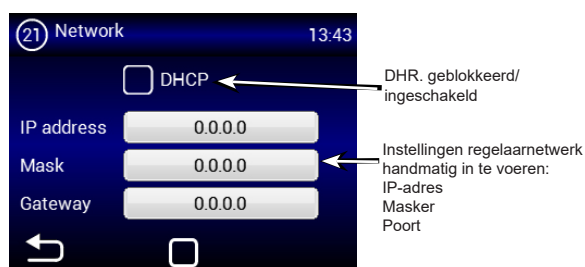 21 Network 13:43
DHCP
DHR. geblokkeerd/
ingeschakeld
IP address 0.0.0.0
Mask 0.0.0.0
Gateway 0.0.0.0
Instellingen regelaarnetwerk
handmatig in te voeren:
IP-adres
Masker
Poort